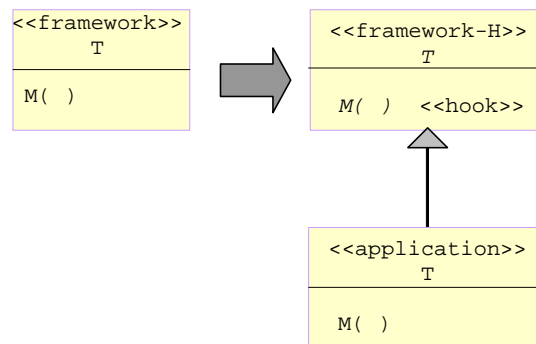 <<framework>>
T
M( )
<<framework-H>>
T
M( ) <<hook>>
<<application>>
T
M( )